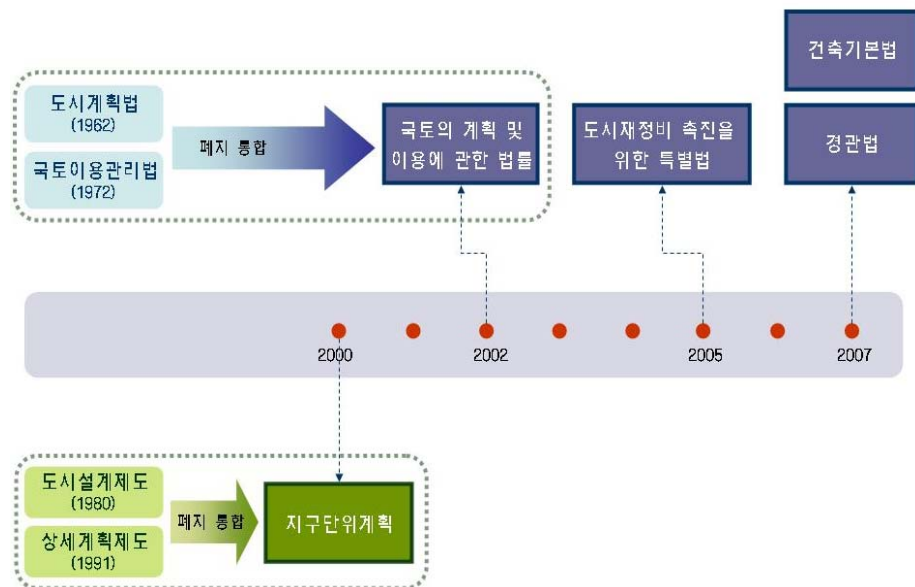 건축기본법
도시계획법
(1962)
국토이용관리법
(1972)
폐지 통합
국토의 계획 및
이용에 관한 법률
도시재정비 촉진을
위한 특별법
경관법
2000
2002
2005
2007
도시설계제도
(1980)
상세계획제도
(1991)
폐지 통합
지구단위계획